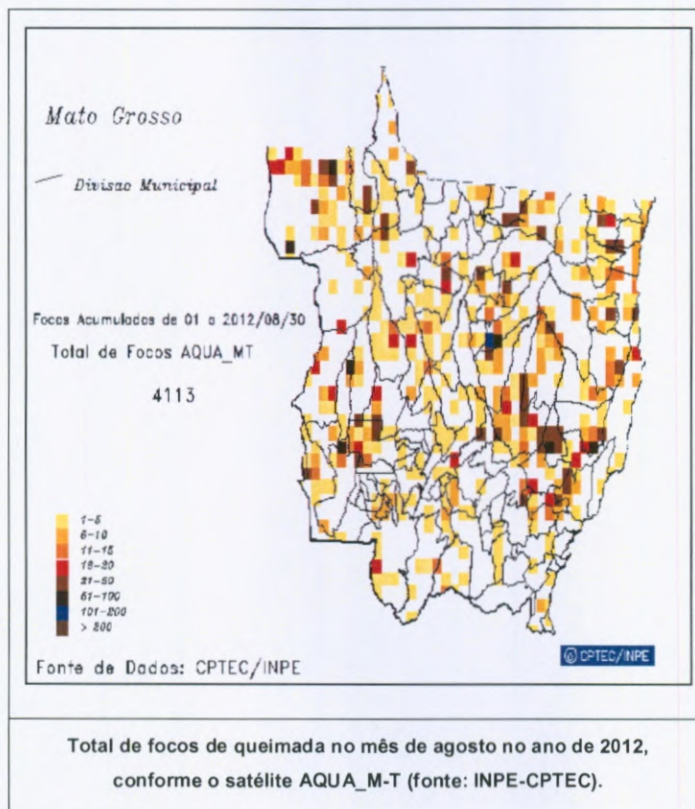 Mato Grosso
Divisao Municipal
Focos Acumulados de 01 a 2012/08/30
Total de Focos AQUA_MT
4113
1-5
6-10
11-15
16-20
21-50
51-100
101-200
> 200
© CPTEC/INPE
Fonte de Dados: CPTEC/INPE
Total de focos de queimada no mês de agosto no ano de 2012,
conforme o satélite AQUA_M-T (fonte: INPE-CPTEC).